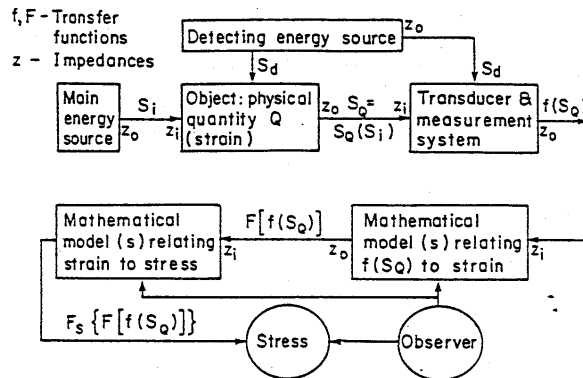 f,F - Transfer
functions
z - Impedances
Detecting energy source
z₀
S_d
S_d
Main
energy
source
S_i
z₀
z_i
Object: physical
quantity Q
(strain)
z₀ S_Q =
S_Q(S_i)
z_i
Transducer &
measurement
system
f(S_Q)
z₀
Mathematical
model(s) relating
strain to stress
F[f(S_Q)]
z_i
z₀
Mathematical
model(s) relating
f(S_Q) to strain
z_i
F_S{F[f(S_Q)]}
Stress
Observer